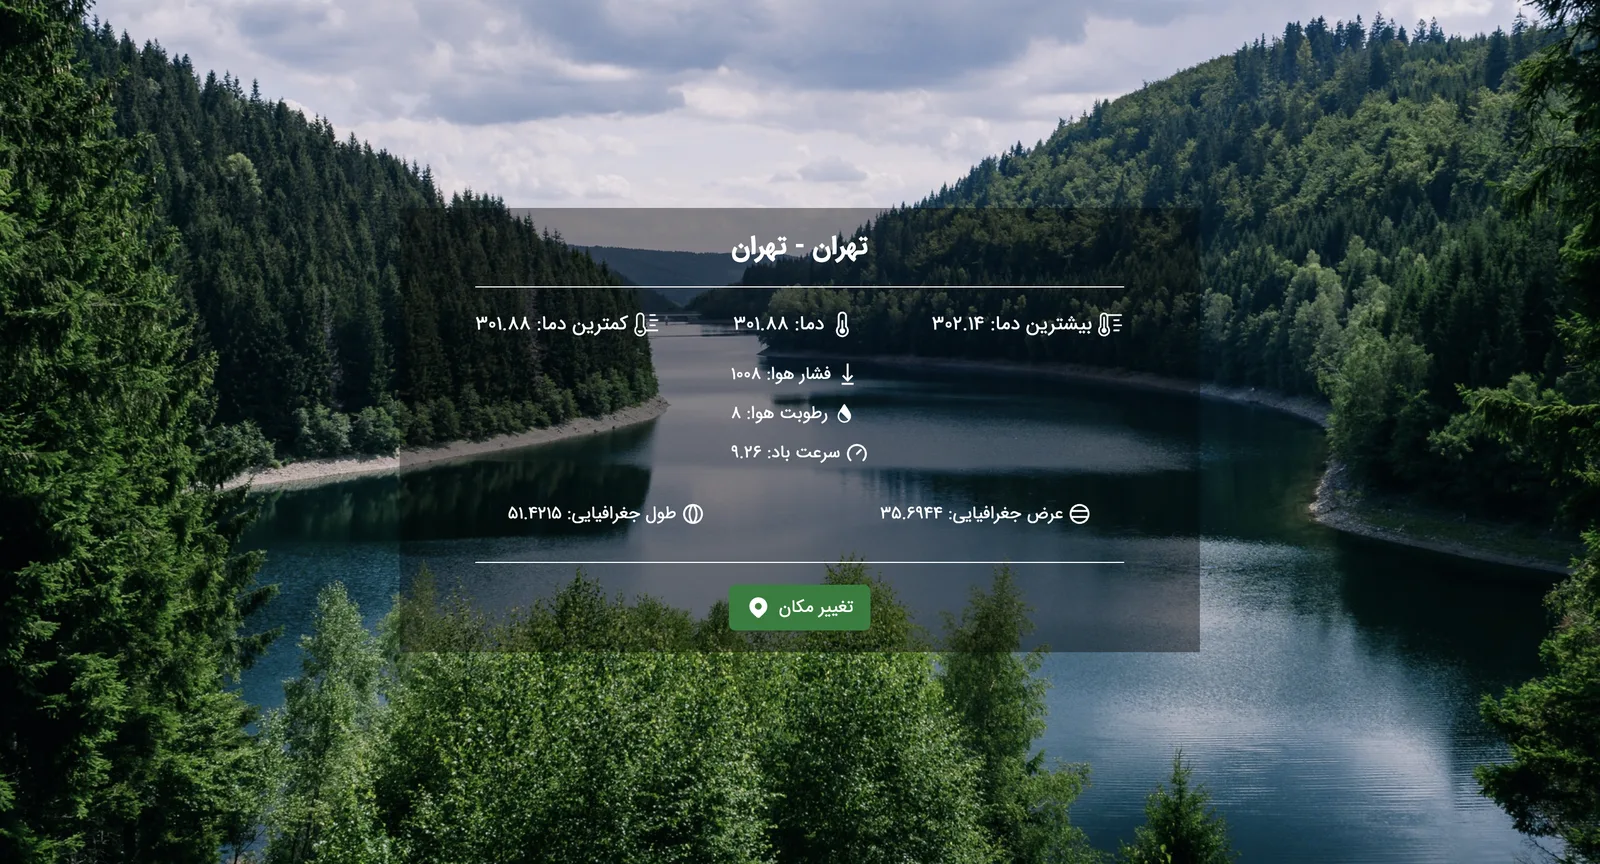 تهران - تهران
بیشترین دما: ۳۰۲.۱۴
دما: ۳۰۱.۸۸
کمترین دما: ۳۰۱.۸۸
فشار هوا: ۱۰۰۸
رطوبت هوا: ۸
سرعت باد: ۹.۲۶
عرض جغرافیایی: ۳۵.۶۹۴۴
طول جغرافیایی: ۵۱.۴۲۱۵
تغییر مکان